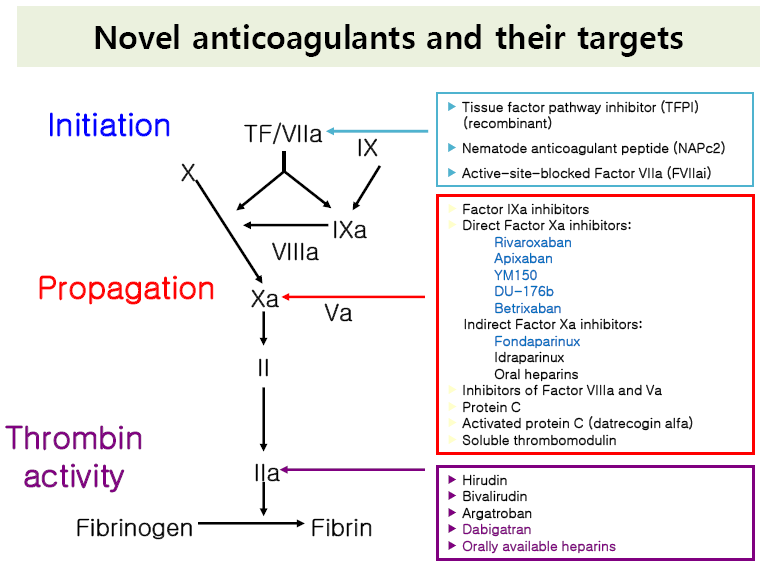 Novel anticoagulants and their targets
Initiation
TF/VIIa
IX
X
IXa
VIIIa
Propagation
Xa
Va
II
Thrombin
activity
IIa
Fibrinogen
Fibrin
Tissue factor pathway inhibitor (TFPI)
(recombinant)
Nematode anticoagulant peptide (NAPc2)
Active-site-blocked Factor VIIa (FVIIai)
Factor IXa inhibitors
Direct Factor Xa inhibitors:
Rivaroxaban
Apixaban
YM150
DU-176b
Betrixaban
Indirect Factor Xa inhibitors:
Fondaparinux
Idraparinux
Oral heparins
Inhibitors of Factor VIIIa and Va
Protein C
Activated protein C (datrecogin alfa)
Soluble thrombomodulin
Hirudin
Bivalirudin
Argatroban
Dabigatran
Orally available heparins